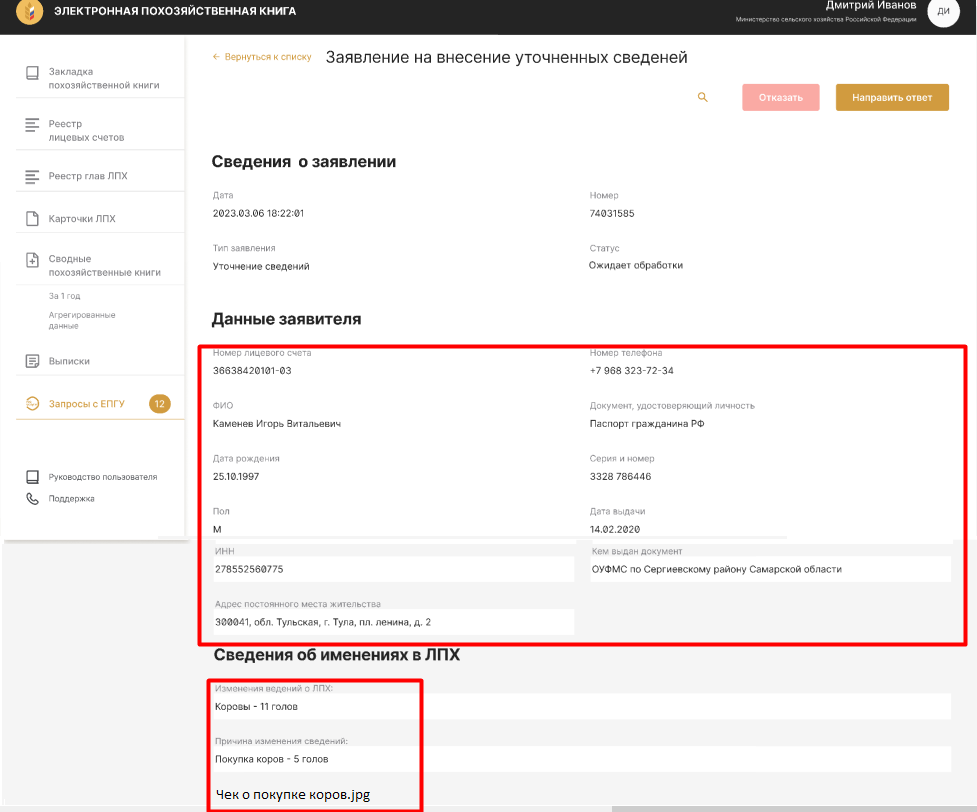 ЭЛЕКТРОННАЯ ПОХОЗЯЙСТВЕННАЯ КНИГА
Дмитрий Иванов
Министерство сельского хозяйства Российской Федерации
ДИ
Закладка
похозяйственной книги
Реестр
лицевых счетов
Реестр глав ЛПХ
Карточки ЛПХ
Сводные
похозяйственные книги
За 1 год
Агрегированные
данные
Выписки
Запросы с ЕПГУ 12
Руководство пользователя
Поддержка
← Вернуться к списку Заявление на внесение уточненных сведеней
Отказать Направить ответ
Сведения о заявлении
Дата Номер
2023.03.06 18:22:01 74031585
Тип заявления Статус
Уточнение сведений Ожидает обработки
Данные заявителя
Номер лицевого счета Номер телефона
36638420101-03 +7 968 323-72-34
ФИО Документ, удостоверяющий личность
Каменев Игорь Витальевич Паспорт гражданина РФ
Дата рождения Серия и номер
25.10.1997 3328 786446
Пол Дата выдачи
М 14.02.2020
ИНН Кем выдан документ
278552560775 ОУФМС по Сергиевскому району Самарской области
Адрес постоянного места жительства
300041, обл. Тульская, г. Тула, пл. ленина, д. 2
Сведения об именениях в ЛПХ
Изменения ведений о ЛПХ:
Коровы - 11 голов
Причина изменения сведений:
Покупка коров - 5 голов
Чек о покупке коров.jpg